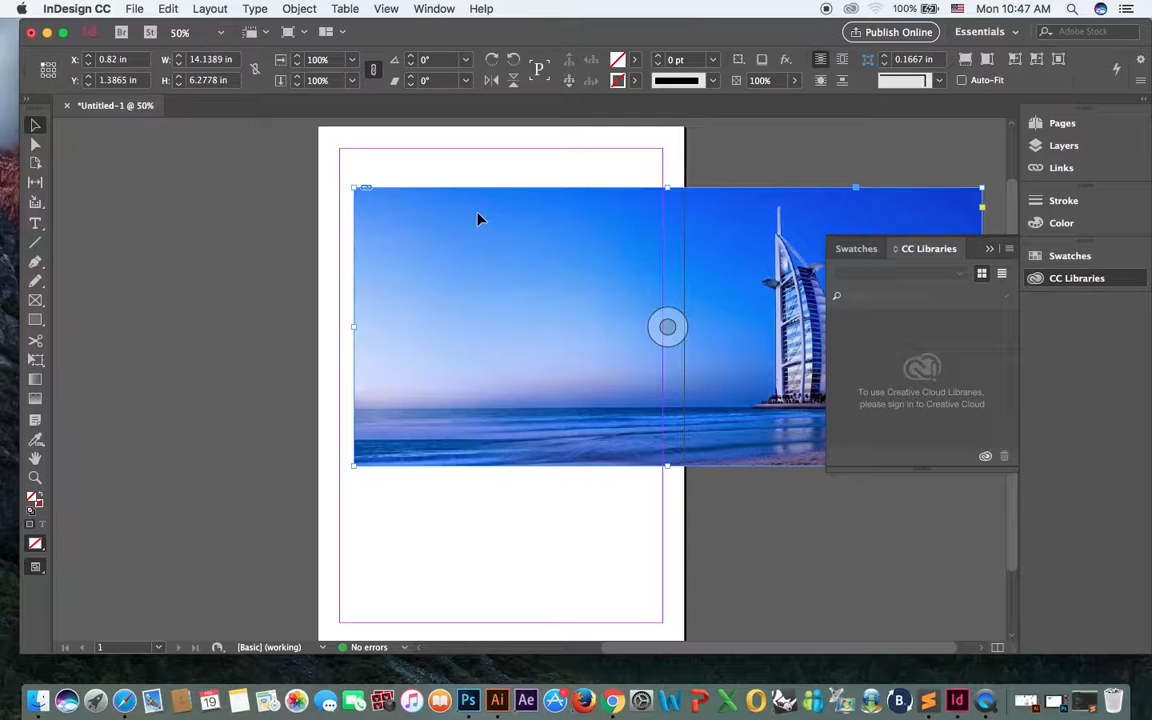 InDesign CC File Edit Layout Type Object Table View Window Help 100% Mon 10:47 AM
Br St 50% Publish Online Essentials Adobe Stock
X: 0.82 in W: 14.1389 in 100% 0° P 0 pt 0.1667 in
Y: 1.3865 in H: 6.2778 in 100% 0° fx. 100% Auto-Fit
*Untitled-1 @ 50%
Pages
Layers
Links
Stroke
Color
Swatches CC Libraries
Swatches
CC Libraries
To use Creative Cloud Libraries,
please sign in to Creative Cloud
1 [Basic] (working) No errors